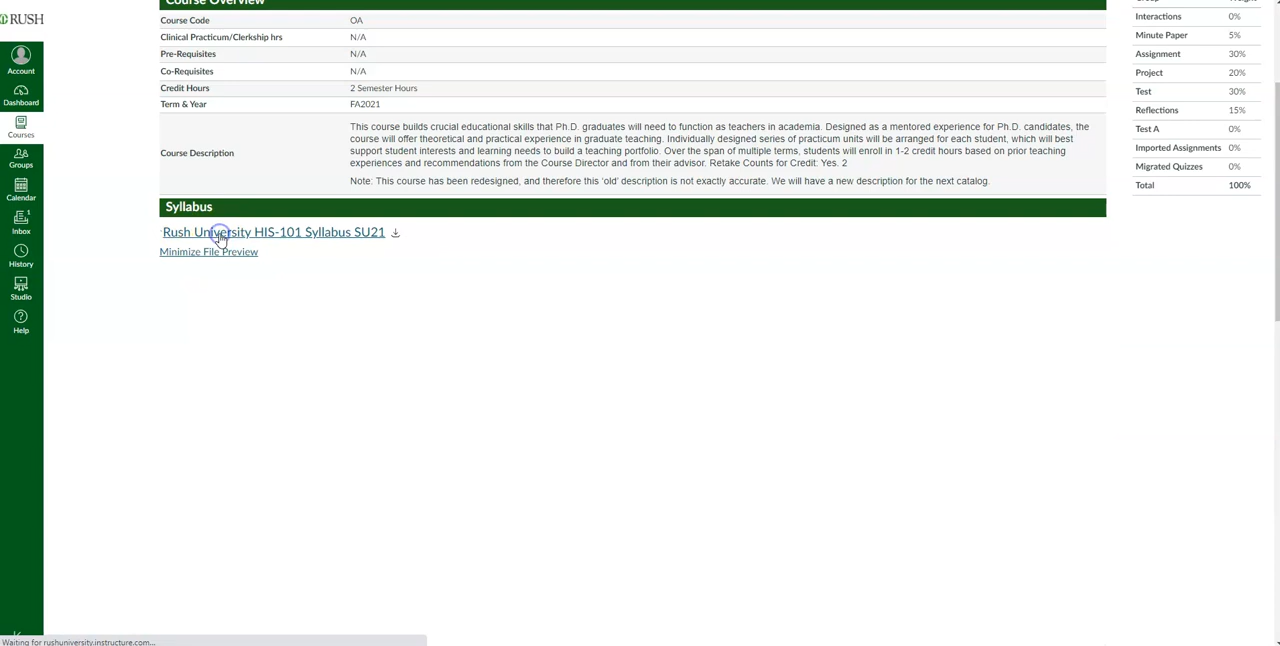 RUSH
Account
Dashboard
Courses
Groups
Calendar
1
Inbox
History
Studio
Help
Course Overview
Course Code OA
Clinical Practicum/Clerkship hrs N/A
Pre-Requisites N/A
Co-Requisites N/A
Credit Hours 2 Semester Hours
Term & Year FA2021
Course Description
This course builds crucial educational skills that Ph.D. graduates will need to function as teachers in academia. Designed as a mentored experience for Ph.D. candidates, the
course will offer theoretical and practical experience in graduate teaching. Individually designed series of practicum units will be arranged for each student, which will best
support student interests and learning needs to build a teaching portfolio. Over the span of multiple terms, students will enroll in 1-2 credit hours based on prior teaching
experiences and recommendations from the Course Director and from their advisor. Retake Counts for Credit: Yes. 2
Note: This course has been redesigned, and therefore this 'old' description is not exactly accurate. We will have a new description for the next catalog.
Syllabus
Rush University HIS-101 Syllabus SU21
Minimize File Preview
Interactions 0%
Minute Paper 5%
Assignment 30%
Project 20%
Test 30%
Reflections 15%
Test A 0%
Imported Assignments 0%
Migrated Quizzes 0%
Total 100%
Waiting for rushuniversity.instructure.com...